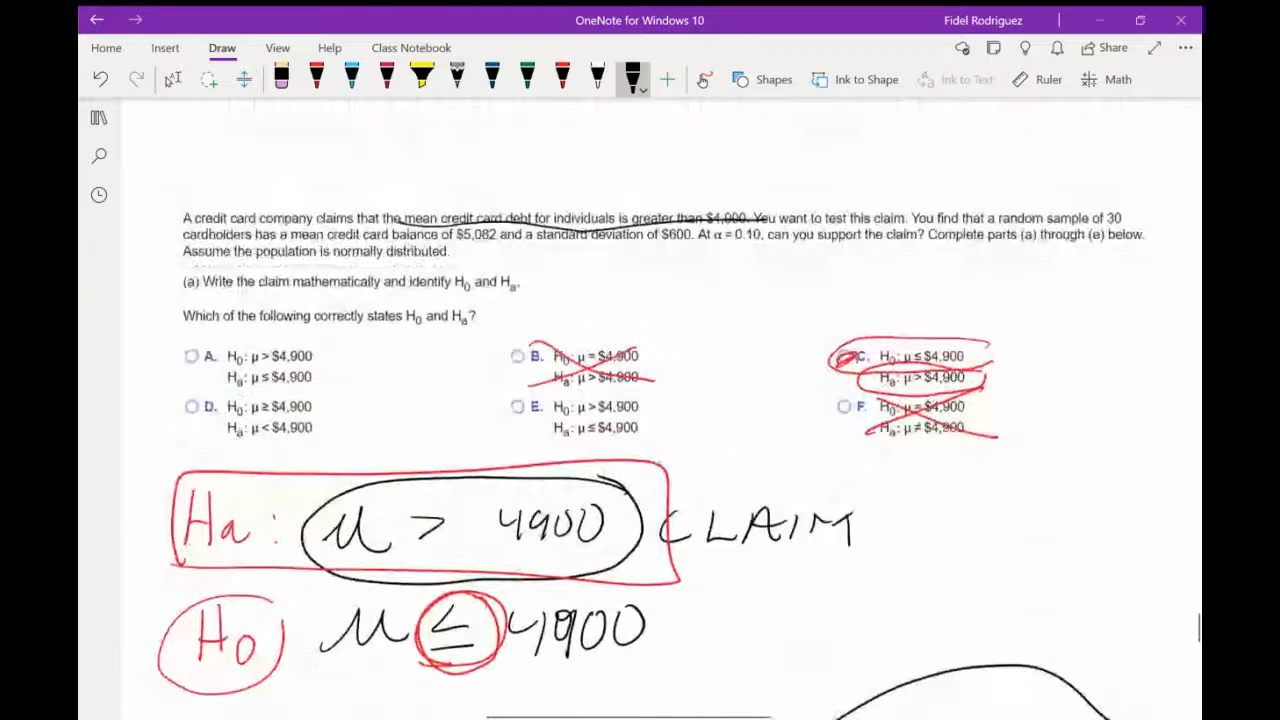 OneNote for Windows 10
Fidel Rodriguez
Home Insert Draw View Help Class Notebook Share
Shapes Ink to Shape Ink to Text Ruler Math
A credit card company claims that the mean credit card debt for individuals is greater than $4,900. You want to test this claim. You find that a random sample of 30
cardholders has a mean credit card balance of $5,082 and a standard deviation of $600. At α = 0.10, can you support the claim? Complete parts (a) through (e) below.
Assume the population is normally distributed.
(a) Write the claim mathematically and identify H₀ and Hₐ.
Which of the following correctly states H₀ and Hₐ?
A. H₀: μ > $4,900
Hₐ: μ ≤ $4,900
B. H₀: μ = $4,900
Hₐ: μ > $4,900
C. H₀: μ ≤ $4,900
Hₐ: μ > $4,900
D. H₀: μ ≥ $4,900
Hₐ: μ < $4,900
E. H₀: μ > $4,900
Hₐ: μ ≤ $4,900
F. H₀: μ = $4,900
Hₐ: μ ≠ $4,900
Ha: μ > 4900 CLAIM
H₀ μ ≤ 4900